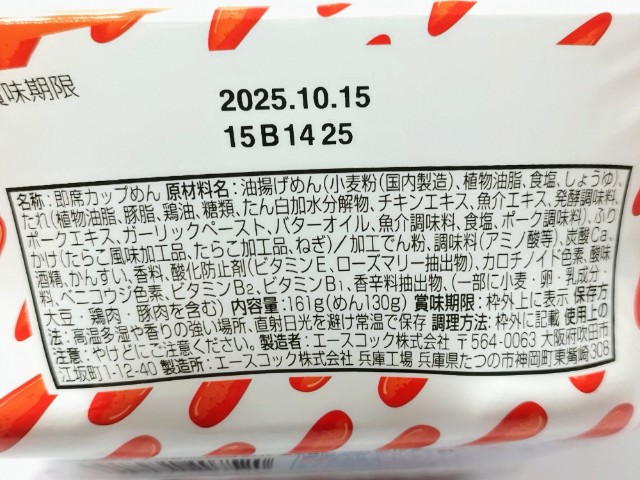 賞味期限
2025.10.15
15B14 25
名称:即席カップめん 原材料名:油揚げめん(小麦粉(国内製造)、植物油脂、食塩、しょうゆ)、
たれ(植物油脂、豚脂、鶏油、糖類、たん白加水分解物、チキンエキス、魚介エキス、発酵調味料、
ポークエキス、ガーリックペースト、バターオイル、魚介調味料、食塩、ポーク調味料)、ふり
かけ(たらこ風味加工品、たらこ加工品、ねぎ)/加工でん粉、調味料(アミノ酸等)、炭酸Ca、
酒精、かんすい、香料、酸化防止剤(ビタミンE、ローズマリー抽出物)、カロチノイド色素、酸味
料、ベニコウジ色素、ビタミンB2、ビタミンB1、香辛料抽出物、(一部に小麦・卵・乳成分・
大豆・鶏肉・豚肉を含む) 内容量:161g(めん130g) 賞味期限:枠外上に表示 保存方
法:高温多湿や香りの強い場所、直射日光を避け常温で保存 調理方法:枠外に記載 使用上の
注意:やけどにご注意ください。製造者:エースコック株式会社 〒564-0063 大阪府吹田市
江坂町1-12-40 製造所:エースコック株式会社 兵庫工場 兵庫県たつの市神岡町東觜崎308